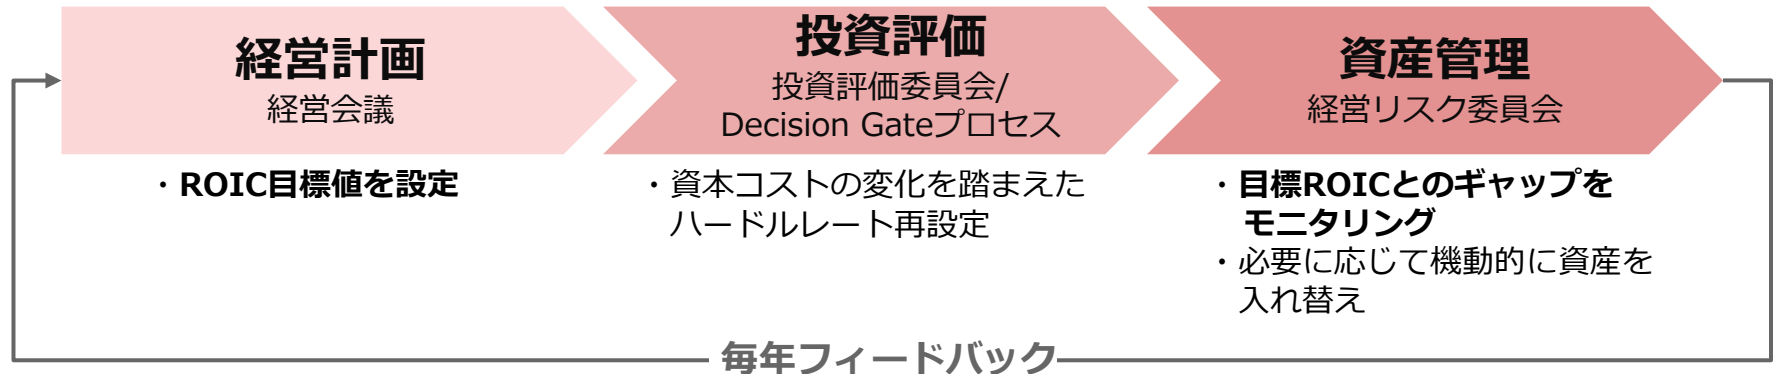 経営計画
経営会議
・ROIC目標値を設定
投資評価
投資評価委員会/
Decision Gateプロセス
・資本コストの変化を踏まえた
ハードルレート再設定
資産管理
経営リスク委員会
・目標ROICとのギャップを
モニタリング
・必要に応じて機動的に資産を
入れ替え
毎年フィードバック